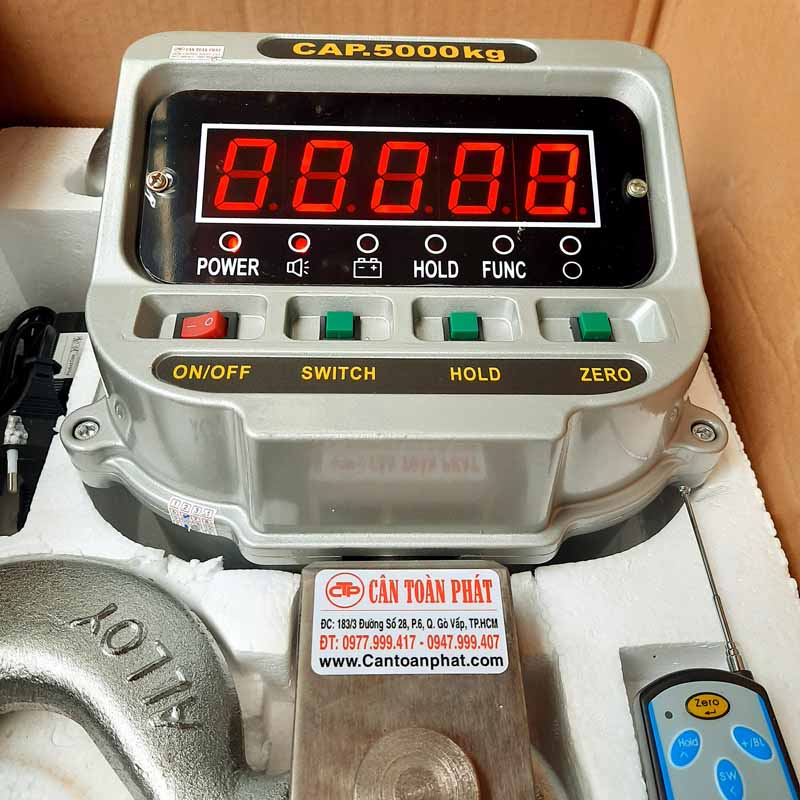 CAP.5000kg
POWER
HOLD FUNC
ON/OFF SWITCH HOLD ZERO
ALLOY
CTP CÂN TOÀN PHÁT
ĐC: 183/3 Đường Số 28, P.6, Q. Gò Vấp, TP.HCM
ĐT: 0977.999.417 - 0947.999.407
www.Cantoanphat.com
Zero
Hold
+/BL
SW